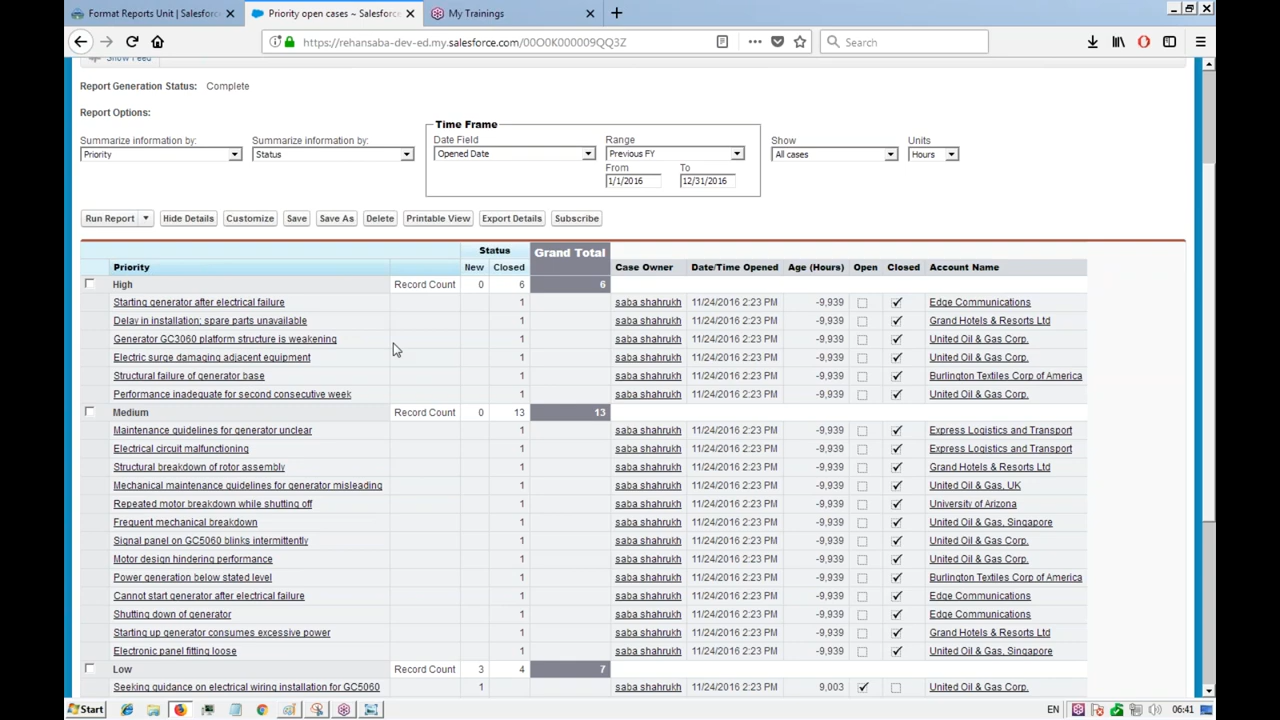 Format Reports Unit | Salesforc
Priority open cases ~ Salesforce
My Trainings
https://rehansaba-dev-ed.my.salesforce.com/00O0K000009QQ3Z
Search
Show Feed
Report Generation Status: Complete
Report Options:
Time Frame
Summarize information by: Summarize information by: Date Field Range Show Units
Priority Status Opened Date Previous FY All cases Hours
From To
1/1/2016 12/31/2016
Run Report Hide Details Customize Save Save As Delete Printable View Export Details Subscribe
Status Grand Total
Priority New Closed Case Owner Date/Time Opened Age (Hours) Open Closed Account Name
High Record Count 0 6 6
Starting generator after electrical failure 1 saba shahrukh 11/24/2016 2:23 PM -9,939 Edge Communications
Delay in installation; spare parts unavailable 1 saba shahrukh 11/24/2016 2:23 PM -9,939 Grand Hotels & Resorts Ltd
Generator GC3060 platform structure is weakening 1 saba shahrukh 11/24/2016 2:23 PM -9,939 United Oil & Gas Corp.
Electric surge damaging adjacent equipment 1 saba shahrukh 11/24/2016 2:23 PM -9,939 United Oil & Gas Corp.
Structural failure of generator base 1 saba shahrukh 11/24/2016 2:23 PM -9,939 Burlington Textiles Corp of America
Performance inadequate for second consecutive week 1 saba shahrukh 11/24/2016 2:23 PM -9,939 United Oil & Gas Corp.
Medium Record Count 0 13 13
Maintenance guidelines for generator unclear 1 saba shahrukh 11/24/2016 2:23 PM -9,939 Express Logistics and Transport
Electrical circuit malfunctioning 1 saba shahrukh 11/24/2016 2:23 PM -9,939 Express Logistics and Transport
Structural breakdown of rotor assembly 1 saba shahrukh 11/24/2016 2:23 PM -9,939 Grand Hotels & Resorts Ltd
Mechanical maintenance guidelines for generator misleading 1 saba shahrukh 11/24/2016 2:23 PM -9,939 United Oil & Gas, UK
Repeated motor breakdown while shutting off 1 saba shahrukh 11/24/2016 2:23 PM -9,939 University of Arizona
Frequent mechanical breakdown 1 saba shahrukh 11/24/2016 2:23 PM -9,939 United Oil & Gas, Singapore
Signal panel on GC5060 blinks intermittently 1 saba shahrukh 11/24/2016 2:23 PM -9,939 United Oil & Gas Corp.
Motor design hindering performance 1 saba shahrukh 11/24/2016 2:23 PM -9,939 United Oil & Gas Corp.
Power generation below stated level 1 saba shahrukh 11/24/2016 2:23 PM -9,939 Burlington Textiles Corp of America
Cannot start generator after electrical failure 1 saba shahrukh 11/24/2016 2:23 PM -9,939 Edge Communications
Shutting down of generator 1 saba shahrukh 11/24/2016 2:23 PM -9,939 Edge Communications
Starting up generator consumes excessive power 1 saba shahrukh 11/24/2016 2:23 PM -9,939 Grand Hotels & Resorts Ltd
Electronic panel fitting loose 1 saba shahrukh 11/24/2016 2:23 PM -9,939 United Oil & Gas, Singapore
Low Record Count 3 4 7
Seeking guidance on electrical wiring installation for GC5060 1 saba shahrukh 11/24/2016 2:23 PM 9,003 United Oil & Gas Corp.
Start EN 06:41